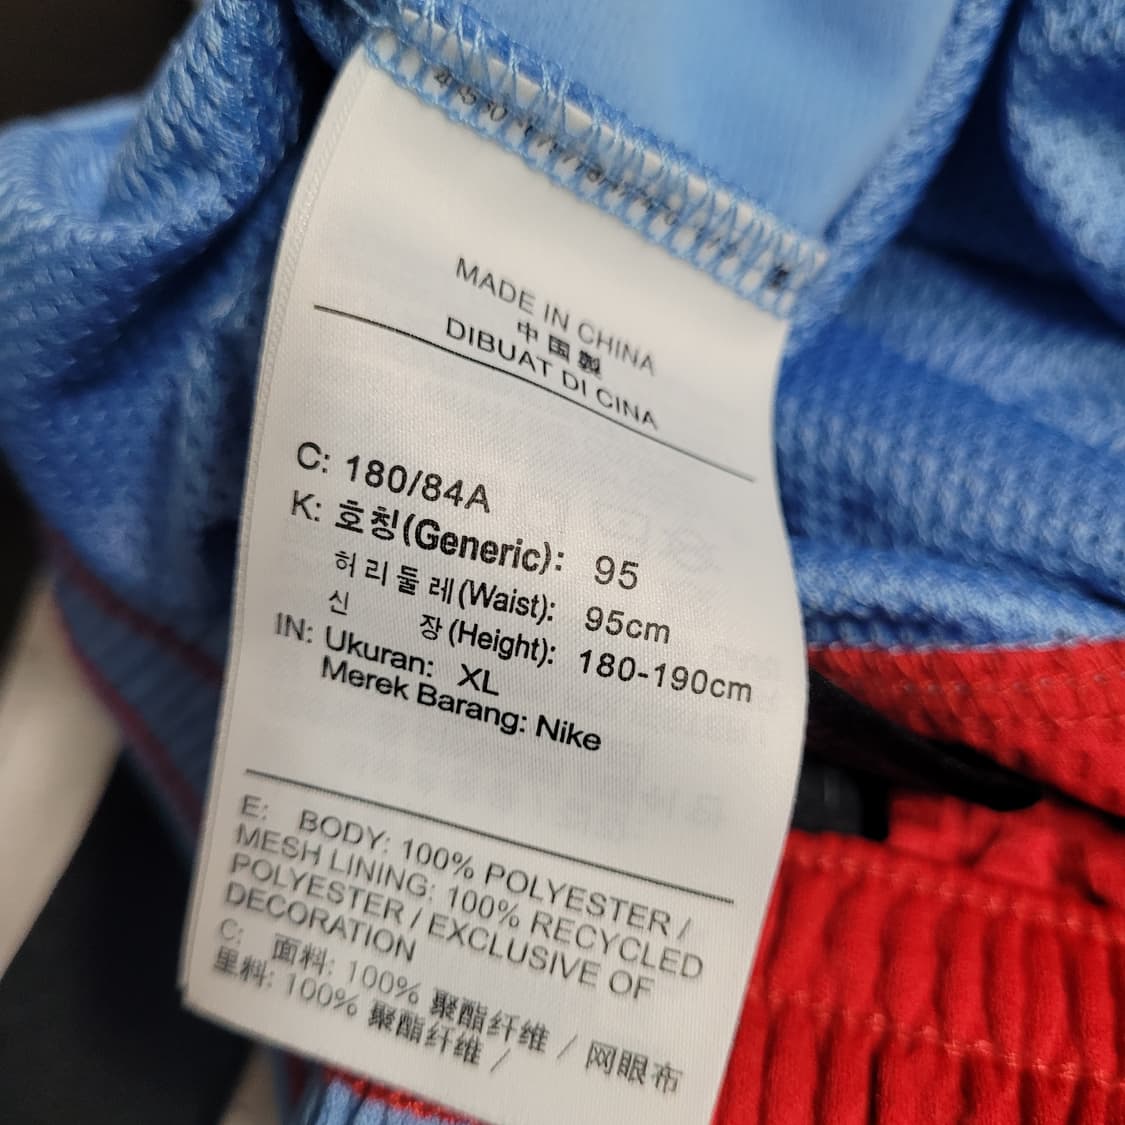 MADE IN CHINA
中国製
DIBUAT DI CINA
C: 180/84A
K: 호칭(Generic): 95
허리둘레(Waist): 95cm
신 장(Height): 180-190cm
IN: Ukuran: XL
Merek Barang: Nike
E: BODY: 100% POLYESTER /
MESH LINING: 100% RECYCLED
POLYESTER / EXCLUSIVE OF
DECORATION
C: 面料: 100% 聚酯纤维 / 网眼布
里料: 100% 聚酯纤维 /